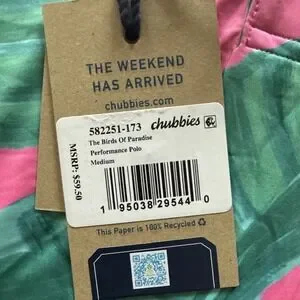 THE WEEKEND
HAS ARRIVED
chubbies.com
582251-173 chubbies
The Birds Of Paradise
Performance Polo
Medium
MSRP: $59.50
1 95038 29544 0
This Paper is 100% Recycled